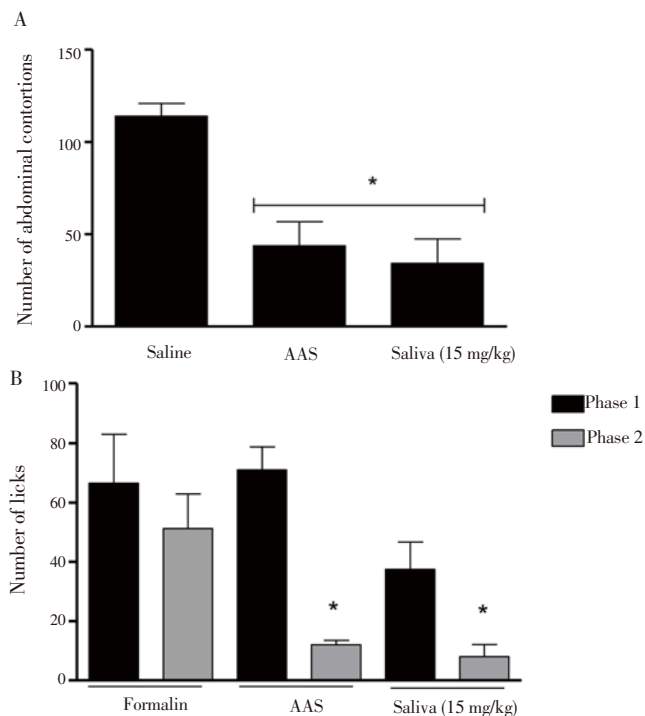 A
Number of abdominal contortions
150
100
50
0
*
Saline AAS Saliva (15 mg/kg)
B
Number of licks
100
80
60
40
20
0
Phase 1
Phase 2
* *
Formalin AAS Saliva (15 mg/kg)